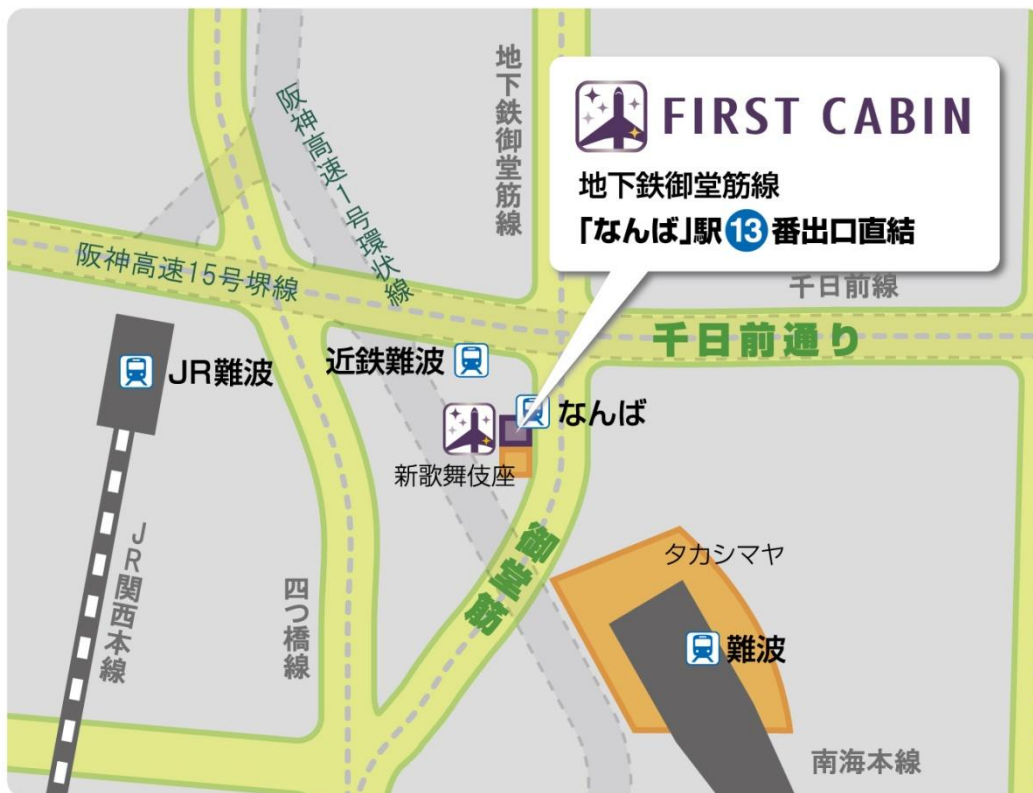 FIRST CABIN
地下鉄御堂筋線
「なんば」駅13番出口直結
地下鉄御堂筋線
阪神高速1号環状線
阪神高速15号堺線
千日前線
千日前通り
JR難波
近鉄難波
なんば
新歌舞伎座
御堂筋
タカシマヤ
難波
JR関西本線
四つ橋線
南海本線